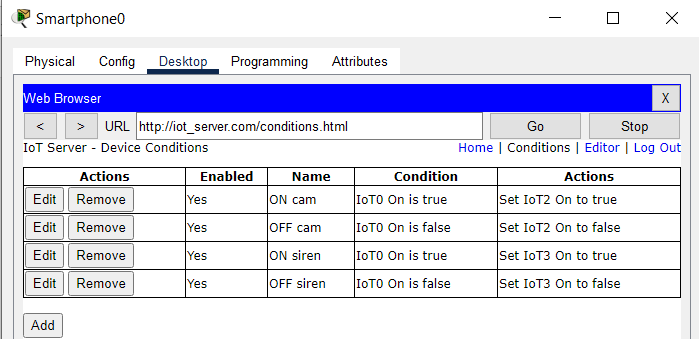 Smartphone0
Physical Config Desktop Programming Attributes
Web Browser X
< > URL http://iot_server.com/conditions.html Go Stop
IoT Server - Device Conditions Home | Conditions | Editor | Log Out
Actions Enabled Name Condition Actions
Edit Remove Yes ON cam IoT0 On is true Set IoT2 On to true
Edit Remove Yes OFF cam IoT0 On is false Set IoT2 On to false
Edit Remove Yes ON siren IoT0 On is true Set IoT3 On to true
Edit Remove Yes OFF siren IoT0 On is false Set IoT3 On to false
Add